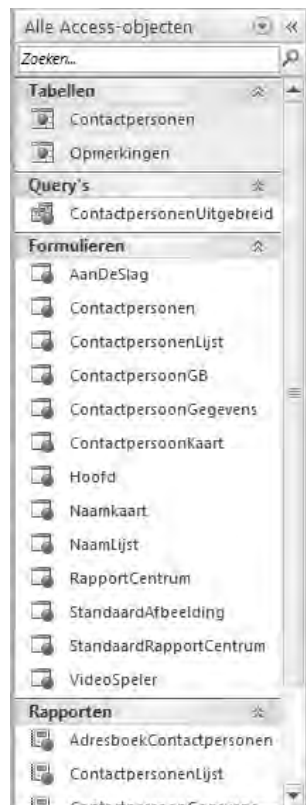 Alle Access-objecten
Zoeken...
Tabellen
Contactpersonen
Opmerkingen
Query's
ContactpersonenUitgebreid
Formulieren
AanDeSlag
Contactpersonen
ContactpersonenLijst
ContactpersoonGB
ContactpersoonGegevens
ContactpersoonKaart
Hoofd
Naamkaart
NaamLijst
RapportCentrum
StandaardAfbeelding
StandaardRapportCentrum
VideoSpeler
Rapporten
AdresboekContactpersonen
ContactpersonenLijst